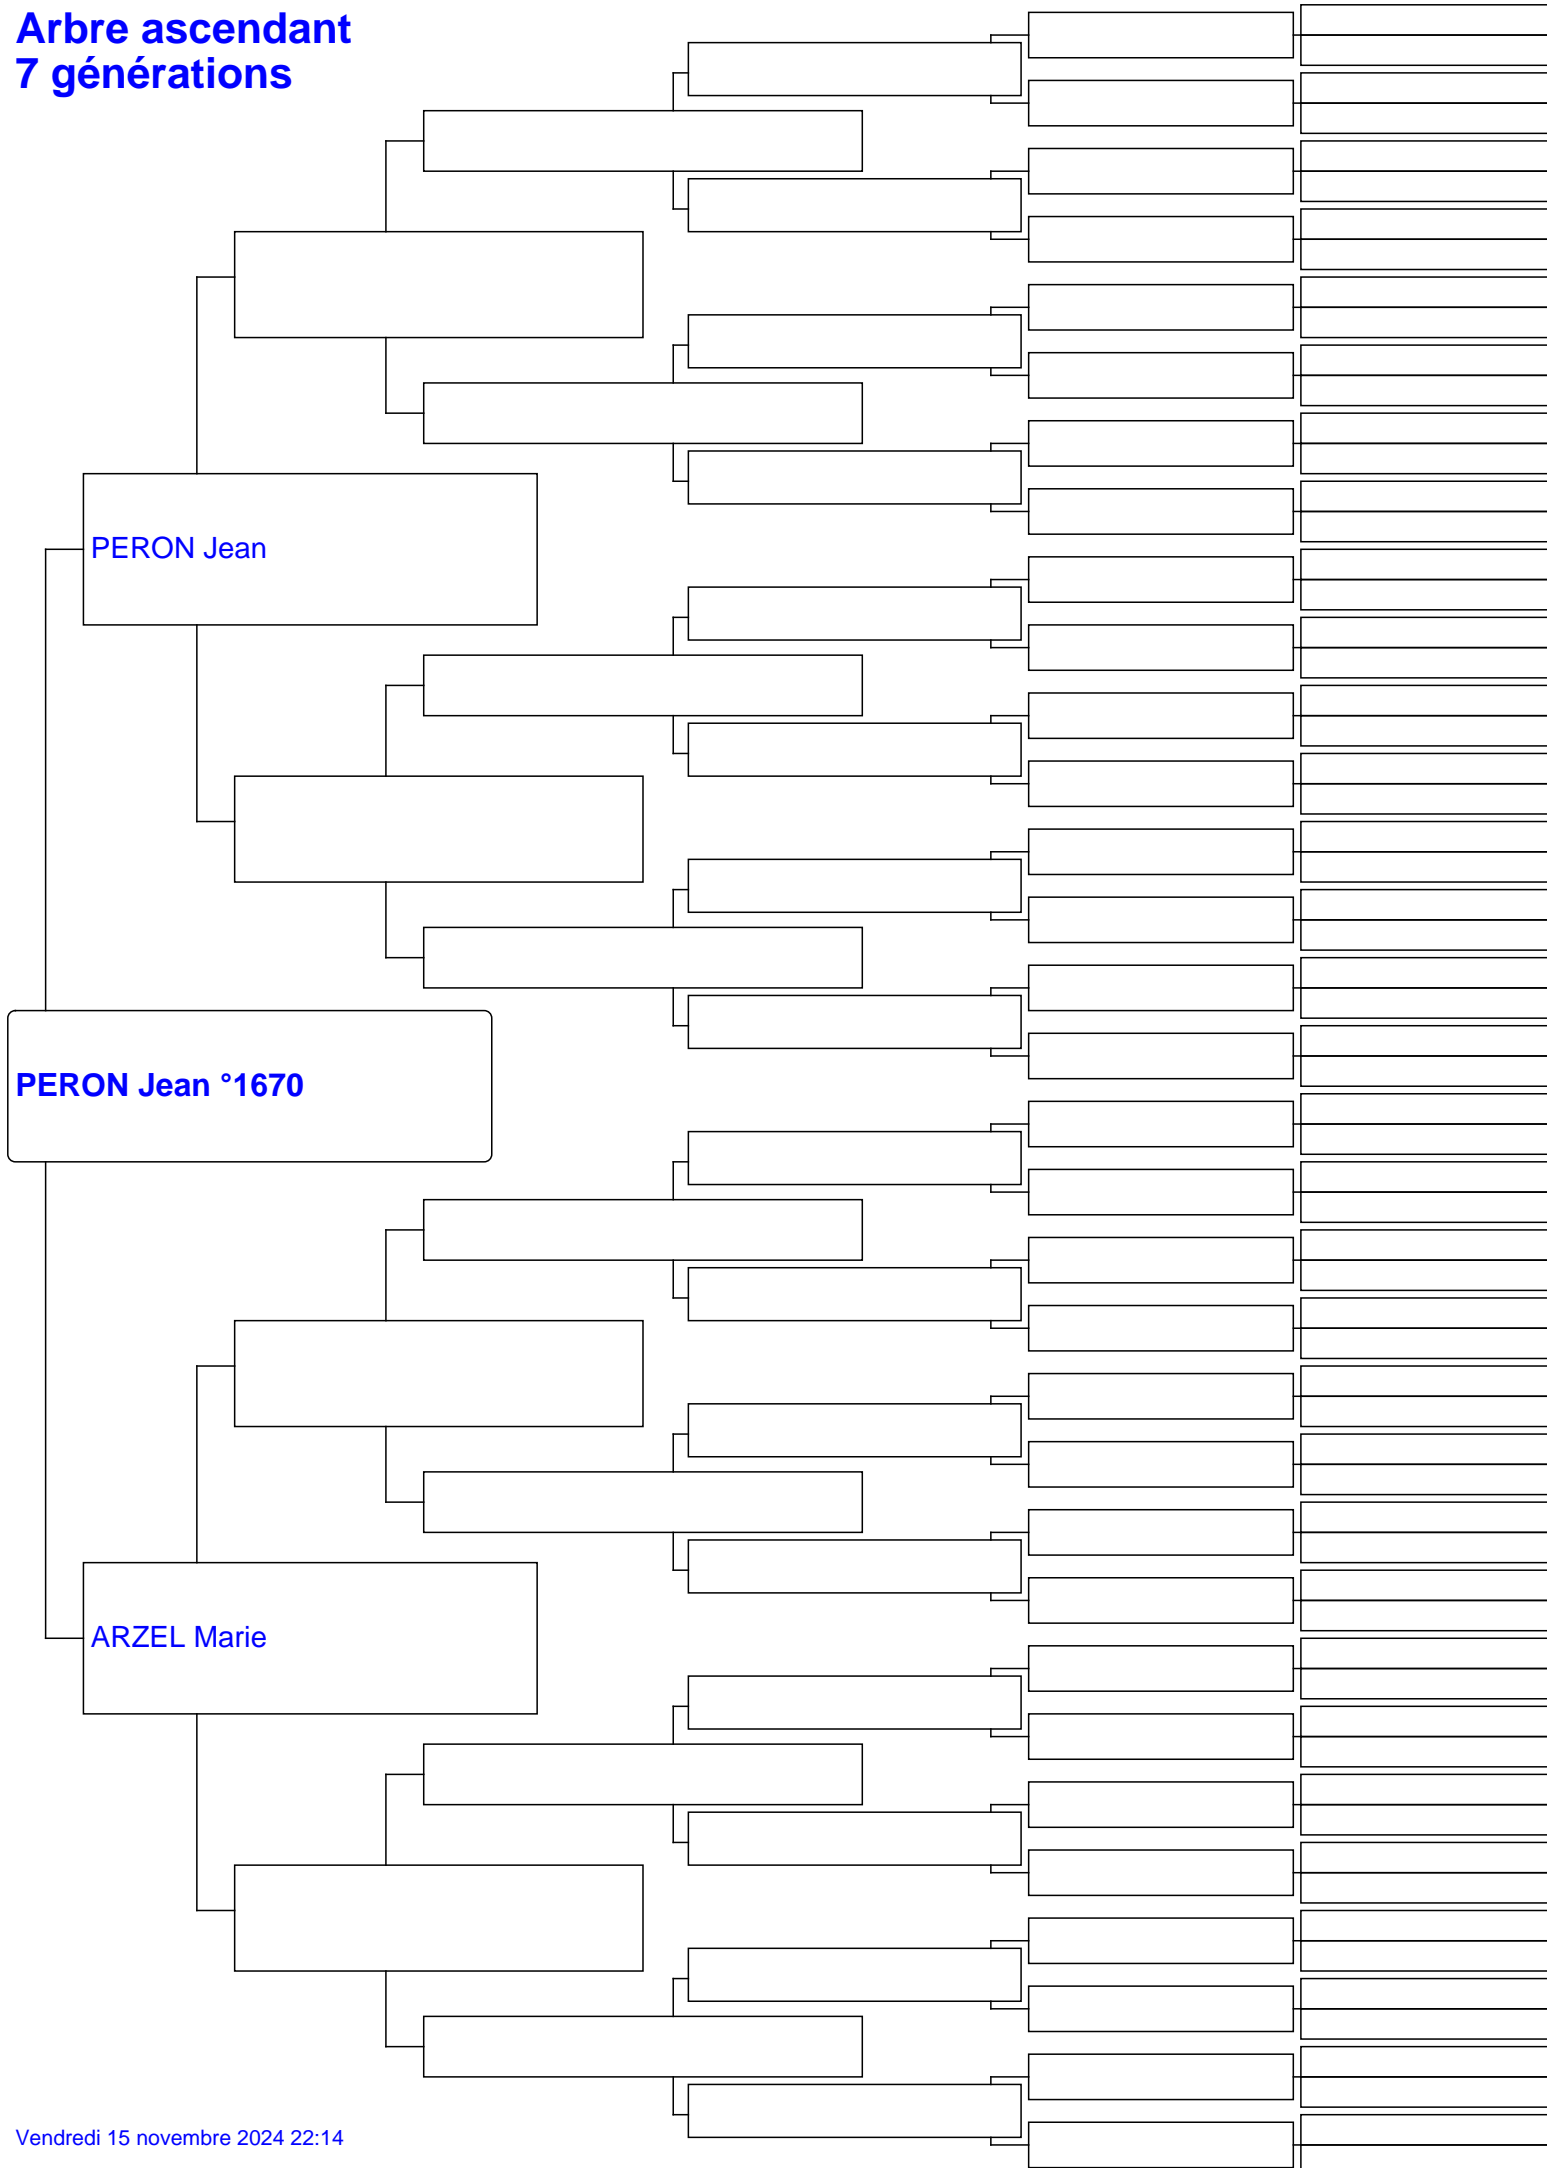 Arbre ascendant
7 générations
PERON Jean
PERON Jean °1670
ARZEL Marie
Vendredi 15 novembre 2024 22:14